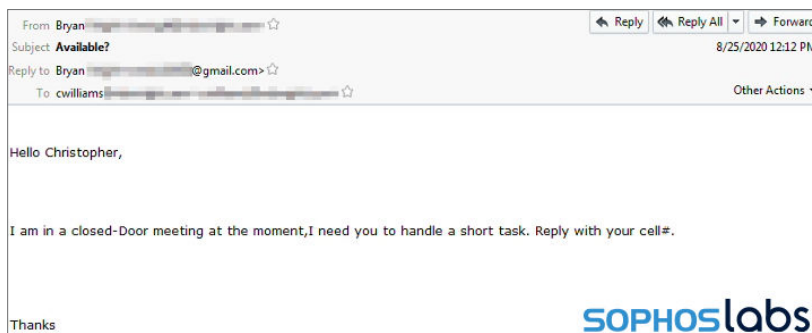 From Bryan
Reply
Reply All
Forward
Subject Available?
8/25/2020 12:12 PM
Reply to Bryan @gmail.com>
To cwilliams
Other Actions
Hello Christopher,
I am in a closed-Door meeting at the moment,I need you to handle a short task. Reply with your cell#.
Thanks
SOPHOSlabs